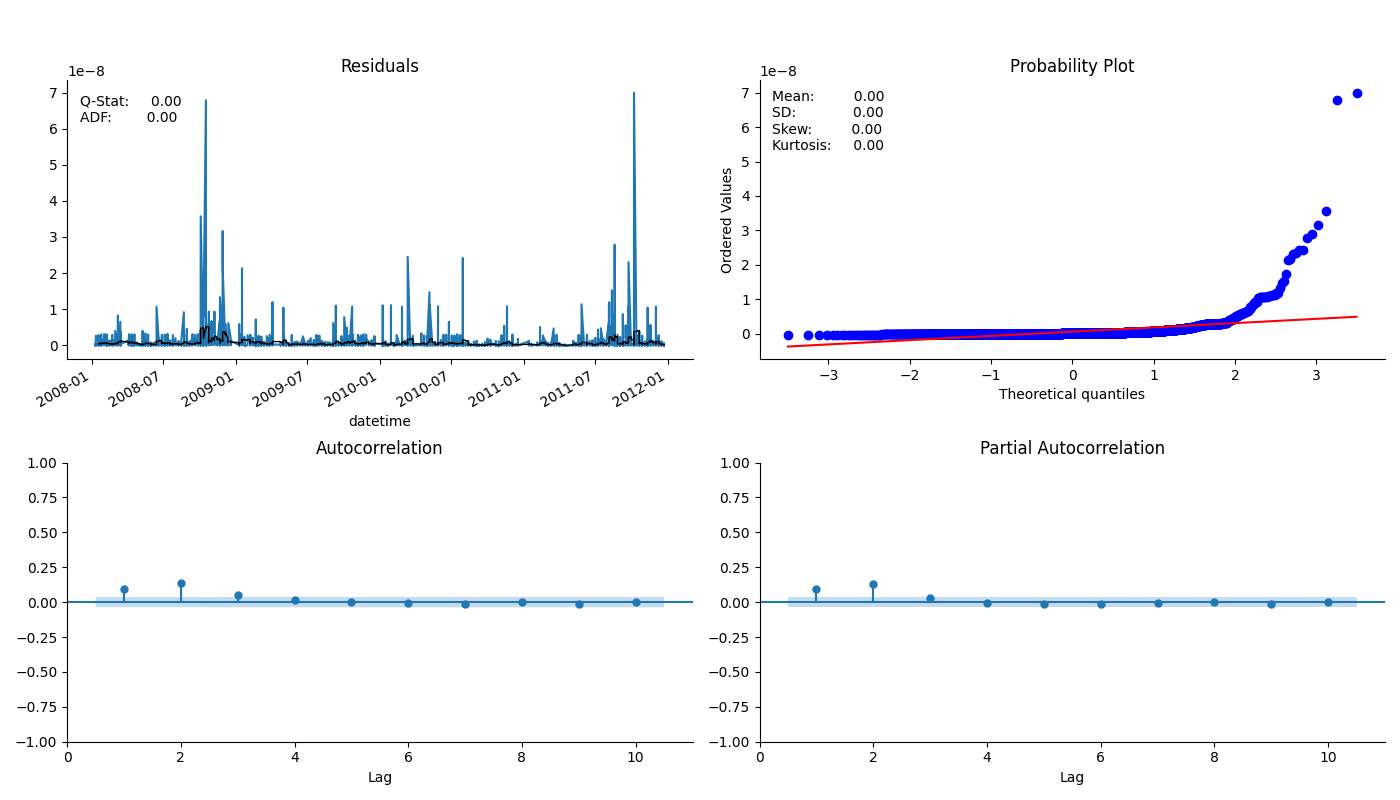 Residuals
1e−8
Q-Stat: 0.00
ADF: 0.00
7
6
5
4
3
2
1
0
2008-01
2008-07
2009-01
2009-07
2010-01
2010-07
2011-01
2011-07
2012-01
datetime
Probability Plot
1e−8
Mean: 0.00
SD: 0.00
Skew: 0.00
Kurtosis: 0.00
Ordered Values
7
6
5
4
3
2
1
0
−3 −2 −1 0 1 2 3
Theoretical quantiles
Autocorrelation
1.00
0.75
0.50
0.25
0.00
−0.25
−0.50
−0.75
−1.00
0 2 4 6 8 10
Lag
Partial Autocorrelation
1.00
0.75
0.50
0.25
0.00
−0.25
−0.50
−0.75
−1.00
0 2 4 6 8 10
Lag